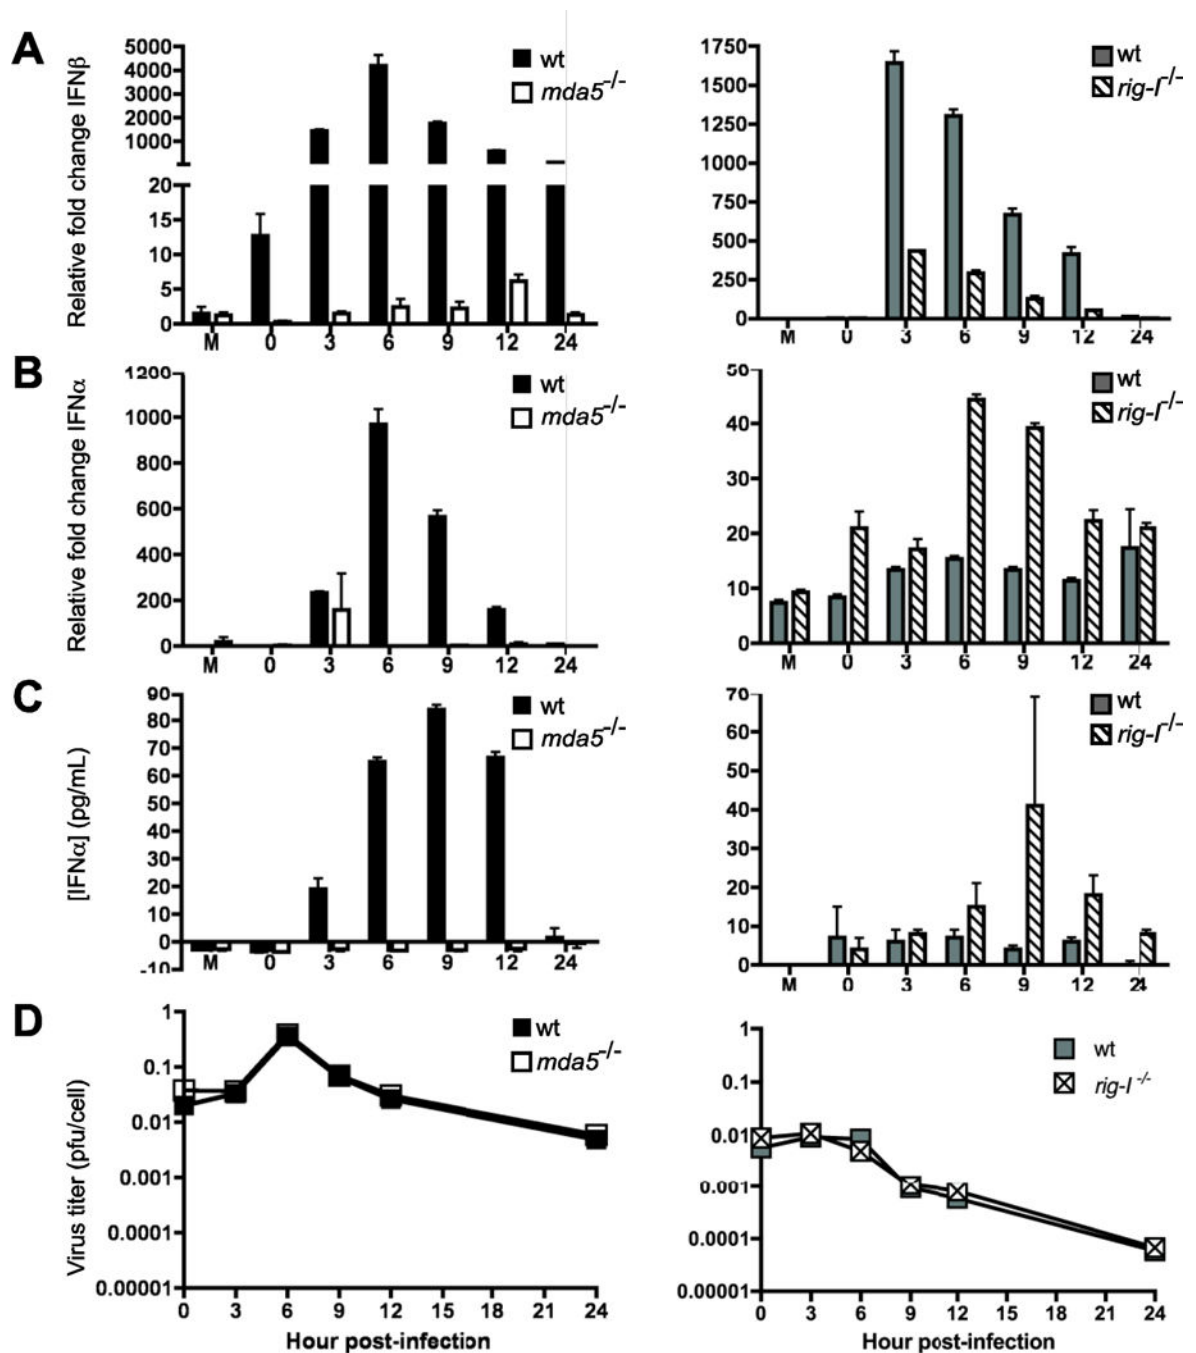 A
Relative fold change IFNβ
5000
4000
3000
2000
1000
20
15
10
5
0
M 0 3 6 9 12 24
wt
mda5-/-
1750
1500
1250
1000
750
500
250
0
M 0 3 6 9 12 24
wt
rig-I-/-
B
Relative fold change IFNα
1200
1000
800
600
400
200
0
M 0 3 6 9 12 24
wt
mda5-/-
50
40
30
20
10
0
M 0 3 6 9 12 24
wt
rig-I-/-
C
[IFNα] (pg/mL)
90
80
70
60
50
40
30
20
10
0
-10
M 0 3 6 9 12 24
wt
mda5-/-
70
60
50
40
30
20
10
0
M 0 3 6 9 12 24
wt
rig-I-/-
D
Virus titer (pfu/cell)
1
0.1
0.01
0.001
0.0001
0.00001
0 3 6 9 12 15 18 21 24
Hour post-infection
wt
mda5-/-
1
0.1
0.01
0.001
0.0001
0.00001
0 3 6 9 12 15 18 21 24
Hour post-infection
wt
rig-I -/-